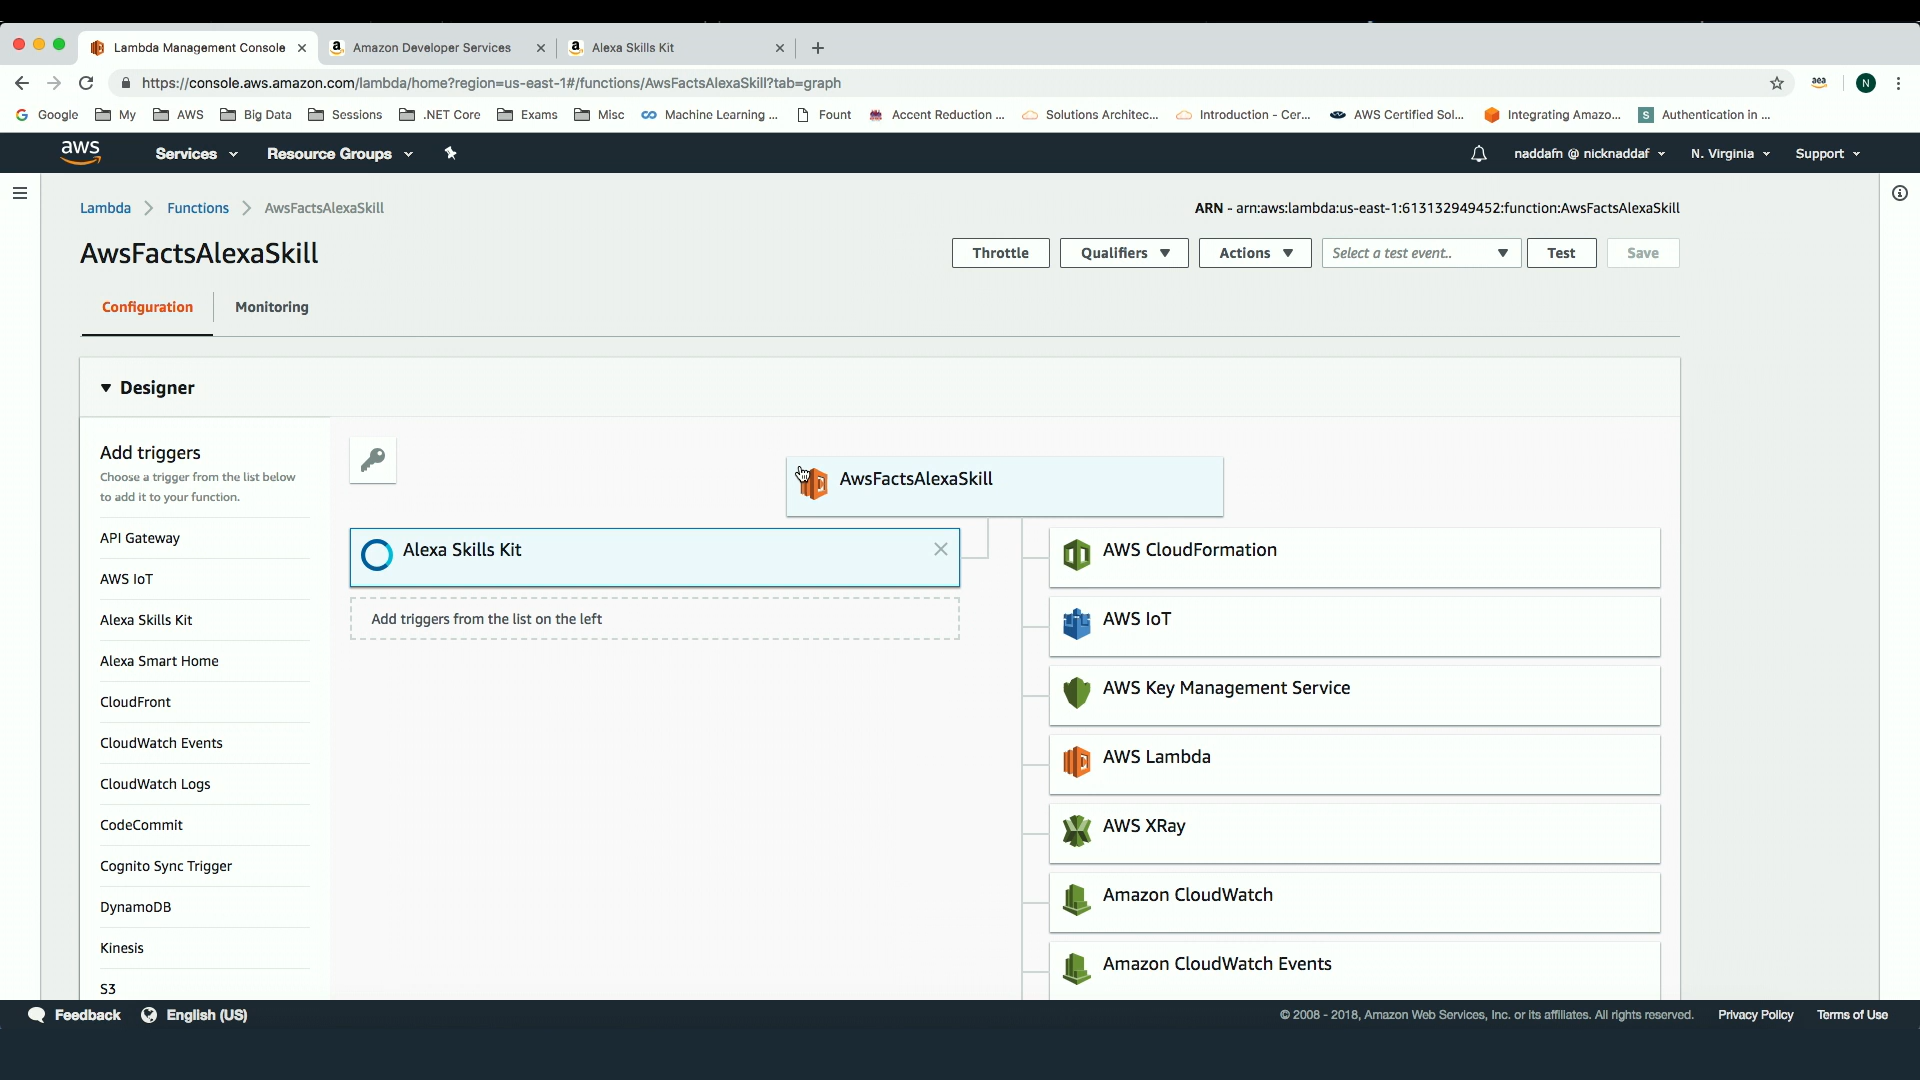 Lambda Management Console
Amazon Developer Services
Alexa Skills Kit
https://console.aws.amazon.com/lambda/home?region=us-east-1#/functions/AwsFactsAlexaSkill?tab=graph
aea
N
Google
My
AWS
Big Data
Sessions
.NET Core
Exams
Misc
Machine Learning ...
Fount
Accent Reduction ...
Solutions Architec...
Introduction - Cer...
AWS Certified Sol...
Integrating Amazo...
S
Authentication in ...
aws
Services
Resource Groups
naddafn @ nicknaddaf
N. Virginia
Support
Lambda
Functions
AwsFactsAlexaSkill
ARN - arn:aws:lambda:us-east-1:613132949452:function:AwsFactsAlexaSkill
AwsFactsAlexaSkill
Throttle
Qualifiers
Actions
Select a test event..
Test
Save
Configuration
Monitoring
Designer
Add triggers
Choose a trigger from the list below
to add it to your function.
API Gateway
AWS IoT
Alexa Skills Kit
Alexa Smart Home
CloudFront
CloudWatch Events
CloudWatch Logs
CodeCommit
Cognito Sync Trigger
DynamoDB
Kinesis
S3
AwsFactsAlexaSkill
Alexa Skills Kit
Add triggers from the list on the left
AWS CloudFormation
AWS IoT
AWS Key Management Service
AWS Lambda
AWS XRay
Amazon CloudWatch
Amazon CloudWatch Events
Feedback
English (US)
© 2008 - 2018, Amazon Web Services, Inc. or its affiliates. All rights reserved.
Privacy Policy
Terms of Use